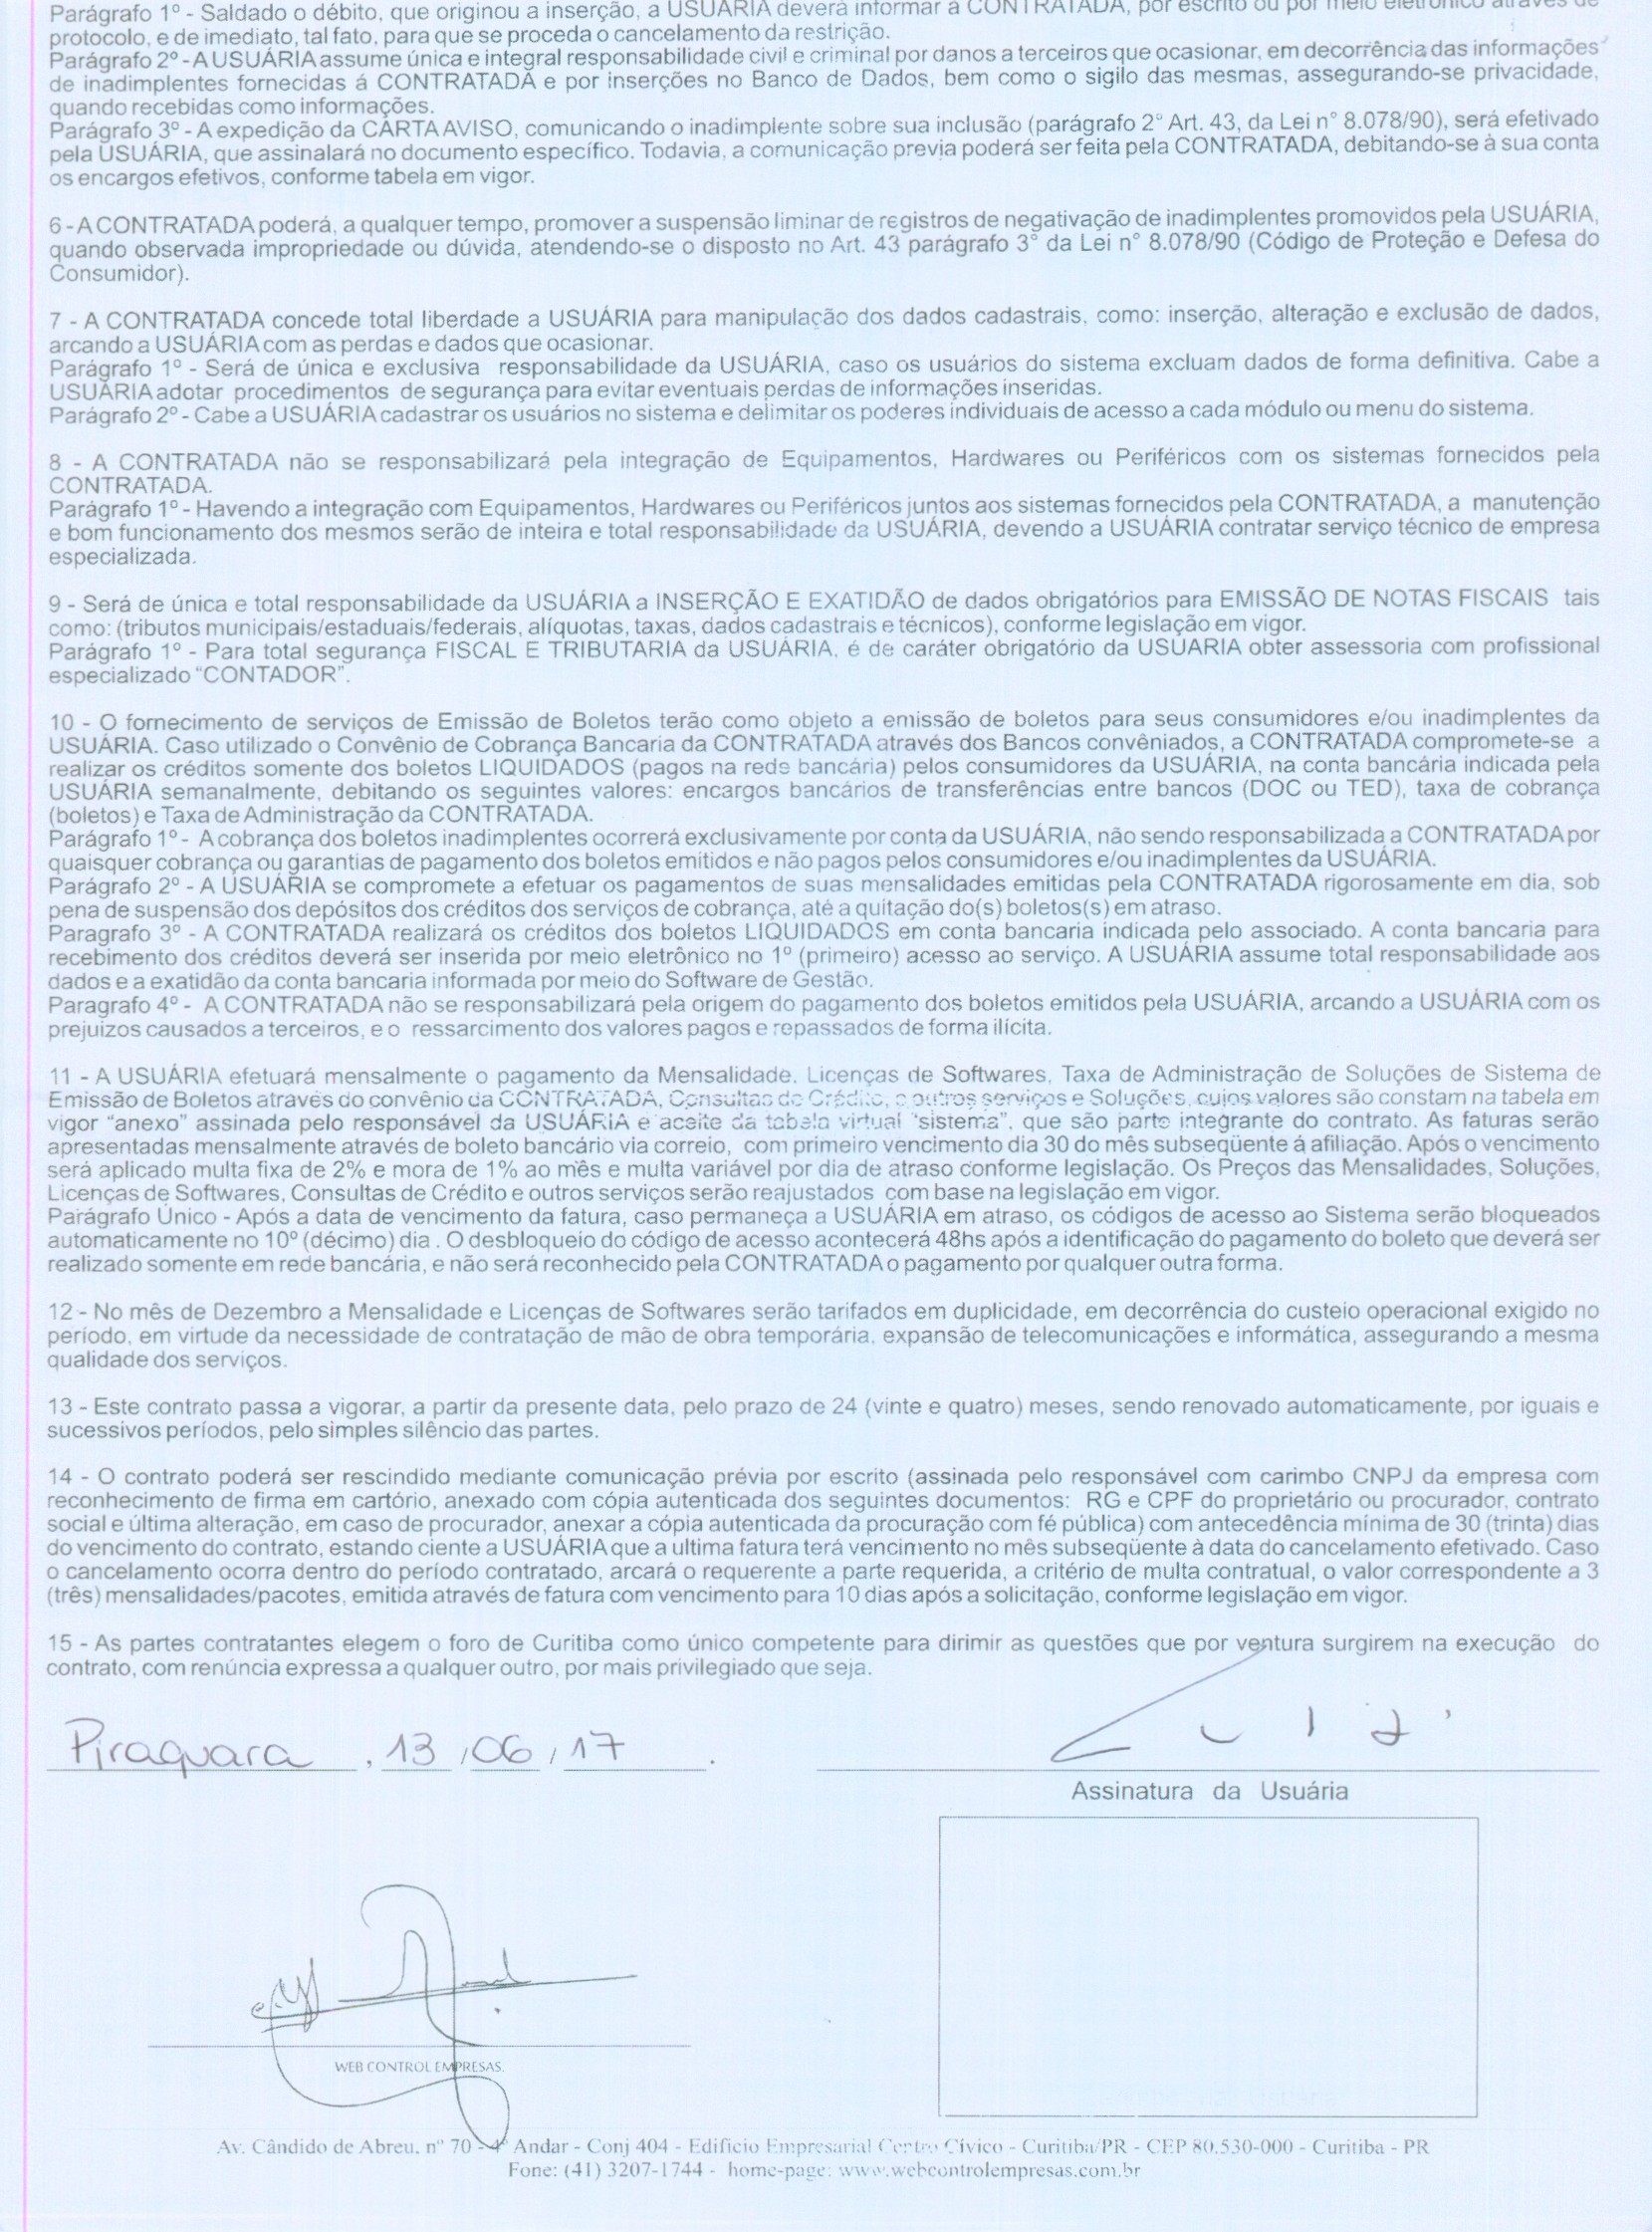 Parágrafo 1º - Saldado o débito, que originou a inserção, a USUÁRIA deverá informar à CONTRATADA, por escrito ou por meio eletrônico através de
protocolo, e de imediato, tal fato, para que se proceda o cancelamento da restrição.
Parágrafo 2º - A USUÁRIA assume única e integral responsabilidade civil e criminal por danos a terceiros que ocasionar, em decorrência das informações
de inadimplentes fornecidas á CONTRATADA e por inserções no Banco de Dados, bem como o sigilo das mesmas, assegurando-se privacidade,
quando recebidas como informações.
Parágrafo 3º - A expedição da CARTA AVISO, comunicando o inadimplente sobre sua inclusão (parágrafo 2º Art. 43, da Lei n° 8.078/90), será efetivado
pela USUÁRIA, que assinalará no documento específico. Todavia, a comunicação previa poderá ser feita pela CONTRATADA, debitando-se à sua conta
os encargos efetivos, conforme tabela em vigor.
6 - A CONTRATADA poderá, a qualquer tempo, promover a suspensão liminar de registros de negativação de inadimplentes promovidos pela USUÁRIA,
quando observada impropriedade ou dúvida, atendendo-se o disposto no Art. 43 parágrafo 3° da Lei n° 8.078/90 (Código de Proteção e Defesa do
Consumidor).
7 - A CONTRATADA concede total liberdade a USUÁRIA para manipulação dos dados cadastrais, como: inserção, alteração e exclusão de dados,
arcando a USUÁRIA com as perdas e dados que ocasionar.
Parágrafo 1º - Será de única e exclusiva responsabilidade da USUÁRIA, caso os usuários do sistema excluam dados de forma definitiva. Cabe a
USUÁRIA adotar procedimentos de segurança para evitar eventuais perdas de informações inseridas.
Parágrafo 2º - Cabe a USUÁRIA cadastrar os usuários no sistema e delimitar os poderes individuais de acesso a cada módulo ou menu do sistema.
8 - A CONTRATADA não se responsabilizará pela integração de Equipamentos, Hardwares ou Periféricos com os sistemas fornecidos pela
CONTRATADA.
Parágrafo 1º - Havendo a integração com Equipamentos, Hardwares ou Periféricos juntos aos sistemas fornecidos pela CONTRATADA, a manutenção
e bom funcionamento dos mesmos serão de inteira e total responsabilidade da USUÁRIA, devendo a USUÁRIA contratar serviço técnico de empresa
especializada.
9 - Será de única e total responsabilidade da USUÁRIA a INSERÇÃO E EXATIDÃO de dados obrigatórios para EMISSÃO DE NOTAS FISCAIS tais
como: (tributos municipais/estaduais/federais, alíquotas, taxas, dados cadastrais e técnicos), conforme legislação em vigor.
Parágrafo 1º - Para total segurança FISCAL E TRIBUTARIA da USUÁRIA, é de caráter obrigatório da USUARIA obter assessoria com profissional
especializado "CONTADOR".
10 - O fornecimento de serviços de Emissão de Boletos terão como objeto a emissão de boletos para seus consumidores e/ou inadimplentes da
USUÁRIA. Caso utilizado o Convênio de Cobrança Bancaria da CONTRATADA através dos Bancos convêniados, a CONTRATADA compromete-se a
realizar os créditos somente dos boletos LIQUIDADOS (pagos na rede bancária) pelos consumidores da USUÁRIA, na conta bancária indicada pela
USUÁRIA semanalmente, debitando os seguintes valores: encargos bancários de transferências entre bancos (DOC ou TED), taxa de cobrança
(boletos) e Taxa de Administração da CONTRATADA.
Parágrafo 1º - A cobrança dos boletos inadimplentes ocorrerá exclusivamente por conta da USUÁRIA, não sendo responsabilizada a CONTRATADA por
quaisquer cobrança ou garantias de pagamento dos boletos emitidos e não pagos pelos consumidores e/ou inadimplentes da USUÁRIA.
Parágrafo 2º - A USUÁRIA se compromete a efetuar os pagamentos de suas mensalidades emitidas pela CONTRATADA rigorosamente em dia, sob
pena de suspensão dos depósitos dos créditos dos serviços de cobrança, até a quitação do(s) boletos(s) em atraso.
Paragrafo 3º - A CONTRATADA realizará os créditos dos boletos LIQUIDADOS em conta bancaria indicada pelo associado. A conta bancaria para
recebimento dos créditos deverá ser inserida por meio eletrônico no 1º (primeiro) acesso ao serviço. A USUÁRIA assume total responsabilidade aos
dados e a exatidão da conta bancaria informada por meio do Software de Gestão.
Paragrafo 4º - A CONTRATADA não se responsabilizará pela origem do pagamento dos boletos emitidos pela USUÁRIA, arcando a USUÁRIA com os
prejuizos causados a terceiros, e o ressarcimento dos valores pagos e repassados de forma ilícita.
11 - A USUÁRIA efetuará mensalmente o pagamento da Mensalidade, Licenças de Softwares, Taxa de Administração de Soluções de Sistema de
Emissão de Boletos através do convênio da CONTRATADA, Consultas de Crédito, e outros serviços e Soluções, cujos valores são constam na tabela em
vigor "anexo" assinada pelo responsável da USUÁRIA e aceite da tabela virtual "sistema", que são parte integrante do contrato. As faturas serão
apresentadas mensalmente através de boleto bancário via correio, com primeiro vencimento dia 30 do mês subseqüente á afiliação. Após o vencimento
será aplicado multa fixa de 2% e mora de 1% ao mês e multa variável por dia de atraso conforme legislação. Os Preços das Mensalidades, Soluções,
Licenças de Softwares, Consultas de Crédito e outros serviços serão reajustados com base na legislação em vigor.
Parágrafo Único - Após a data de vencimento da fatura, caso permaneça a USUÁRIA em atraso, os códigos de acesso ao Sistema serão bloqueados
automaticamente no 10º (décimo) dia . O desbloqueio do código de acesso acontecerá 48hs após a identificação do pagamento do boleto que deverá ser
realizado somente em rede bancária, e não será reconhecido pela CONTRATADA o pagamento por qualquer outra forma.
12 - No mês de Dezembro a Mensalidade e Licenças de Softwares serão tarifados em duplicidade, em decorrência do custeio operacional exigido no
período, em virtude da necessidade de contratação de mão de obra temporária, expansão de telecomunicações e informática, assegurando a mesma
qualidade dos serviços.
13 - Este contrato passa a vigorar, a partir da presente data, pelo prazo de 24 (vinte e quatro) meses, sendo renovado automaticamente, por iguais e
sucessivos períodos, pelo simples silêncio das partes.
14 - O contrato poderá ser rescindido mediante comunicação prévia por escrito (assinada pelo responsável com carimbo CNPJ da empresa com
reconhecimento de firma em cartório, anexado com cópia autenticada dos seguintes documentos: RG e CPF do proprietário ou procurador, contrato
social e última alteração, em caso de procurador, anexar a cópia autenticada da procuração com fé pública) com antecedência mínima de 30 (trinta) dias
do vencimento do contrato, estando ciente a USUÁRIA que a ultima fatura terá vencimento no mês subseqüente à data do cancelamento efetivado. Caso
o cancelamento ocorra dentro do período contratado, arcará o requerente a parte requerida, a critério de multa contratual, o valor correspondente a 3
(três) mensalidades/pacotes, emitida através de fatura com vencimento para 10 dias após a solicitação, conforme legislação em vigor.
15 - As partes contratantes elegem o foro de Curitiba como único competente para dirimir as questões que por ventura surgirem na execução do
contrato, com renúncia expressa a qualquer outro, por mais privilegiado que seja.
Piraquara , 13 / 06 / 17 .
Assinatura da Usuária
WEB CONTROL EMPRESAS.
Av. Cândido de Abreu, nº 70 - 4º Andar - Conj 404 - Edificio Empresarial Centro Cívico - Curitiba/PR - CEP 80.530-000 - Curitiba - PR
Fone: (41) 3207-1744 - home-page: www.webcontrolempresas.com.br